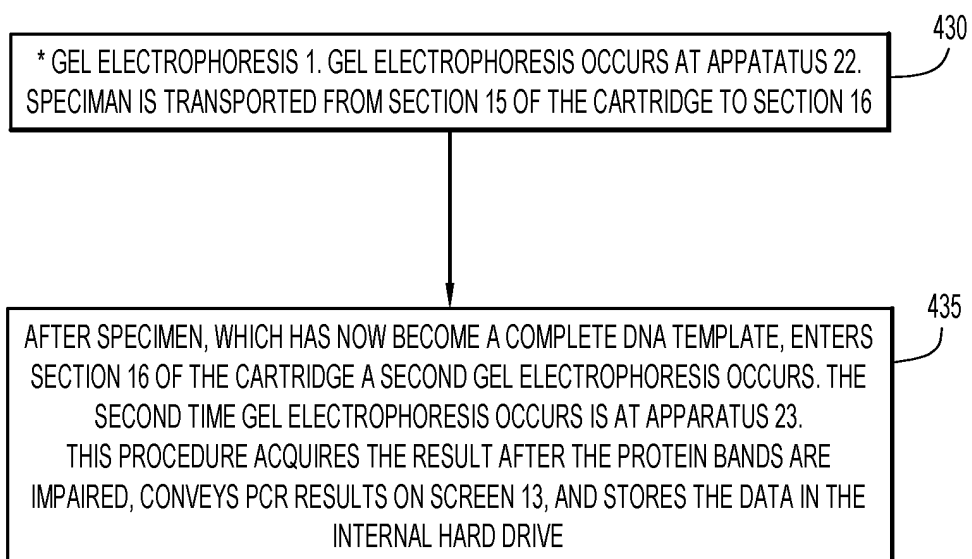 430
* GEL ELECTROPHORESIS 1. GEL ELECTROPHORESIS OCCURS AT APPATATUS 22.
SPECIMAN IS TRANSPORTED FROM SECTION 15 OF THE CARTRIDGE TO SECTION 16
435
AFTER SPECIMEN, WHICH HAS NOW BECOME A COMPLETE DNA TEMPLATE, ENTERS
SECTION 16 OF THE CARTRIDGE A SECOND GEL ELECTROPHORESIS OCCURS. THE
SECOND TIME GEL ELECTROPHORESIS OCCURS IS AT APPARATUS 23.
THIS PROCEDURE ACQUIRES THE RESULT AFTER THE PROTEIN BANDS ARE
IMPAIRED, CONVEYS PCR RESULTS ON SCREEN 13, AND STORES THE DATA IN THE
INTERNAL HARD DRIVE